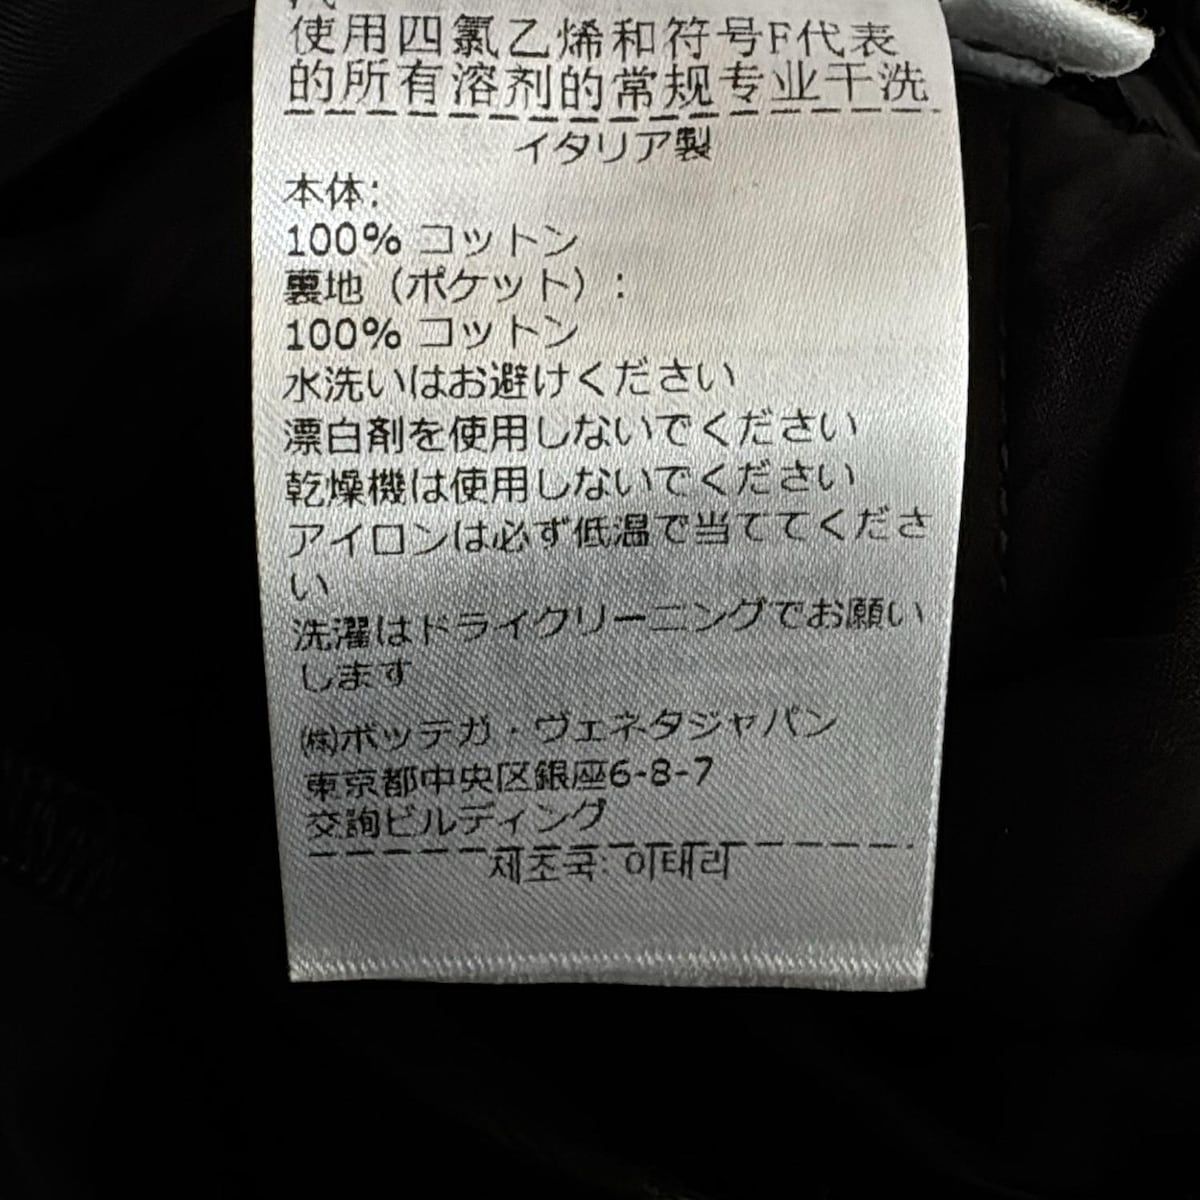 使用四氯乙烯和符号F代表
的所有溶剂的常规专业干洗
イタリア製
本体:
100% コットン
裏地（ポケット）:
100% コットン
水洗いはお避けください
漂白剤を使用しないでください
乾燥機は使用しないでください
アイロンは必ず低温で当ててくださ
い
洗濯はドライクリーニングでお願い
します
㈱ボッテガ・ヴェネタジャパン
東京都中央区銀座6-8-7
交詢ビルディング
제조국: 이태리